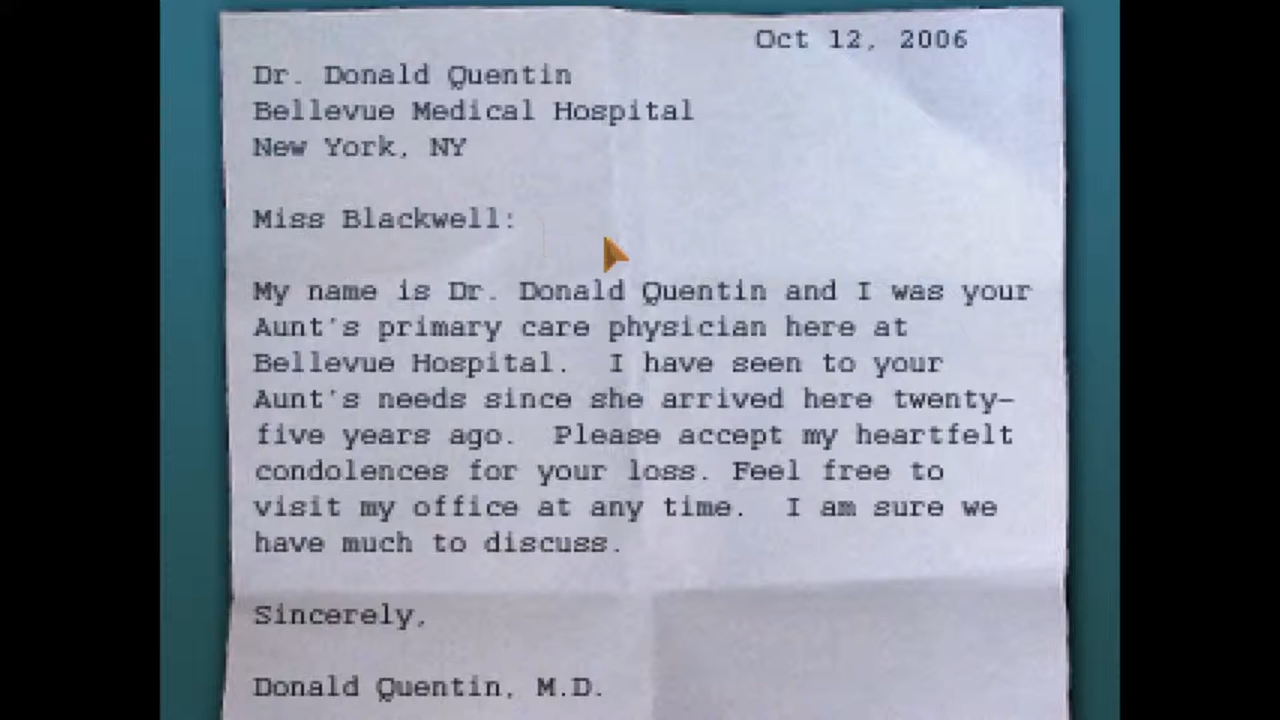 Oct 12, 2006
Dr. Donald Quentin
Bellevue Medical Hospital
New York, NY
Miss Blackwell:
My name is Dr. Donald Quentin and I was your
Aunt's primary care physician here at
Bellevue Hospital.  I have seen to your
Aunt's needs since she arrived here twenty-
five years ago.  Please accept my heartfelt
condolences for your loss. Feel free to
visit my office at any time.  I am sure we
have much to discuss.
Sincerely,
Donald Quentin, M.D.